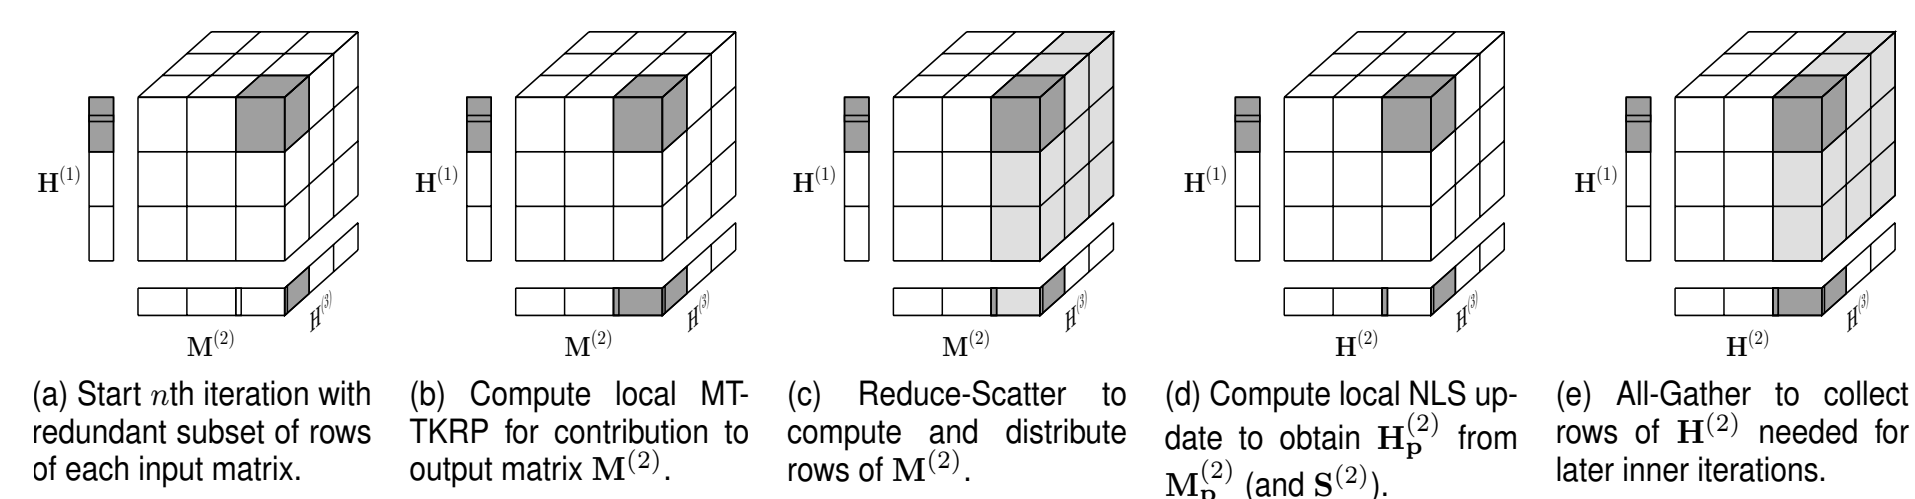 H(1)
M(2)
H(3)
(a) Start nth iteration with
redundant subset of rows
of each input matrix.
H(1)
M(2)
H(3)
(b) Compute local MT-
TKRP for contribution to
output matrix M(2).
H(1)
M(2)
H(3)
(c) Reduce-Scatter to
compute and distribute
rows of M(2).
H(1)
H(2)
H(3)
(d) Compute local NLS up-
date to obtain Hp(2) from
Mp(2) (and S(2)).
H(1)
H(2)
H(3)
(e) All-Gather to collect
rows of H(2) needed for
later inner iterations.